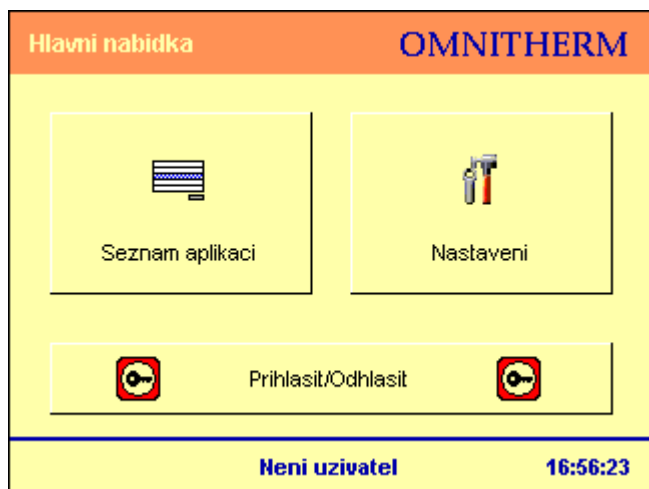 Hlavni nabidka
OMNITHERM
Seznam aplikaci
Nastaveni
Prihlasit/Odhlasit
Neni uzivatel
16:56:23